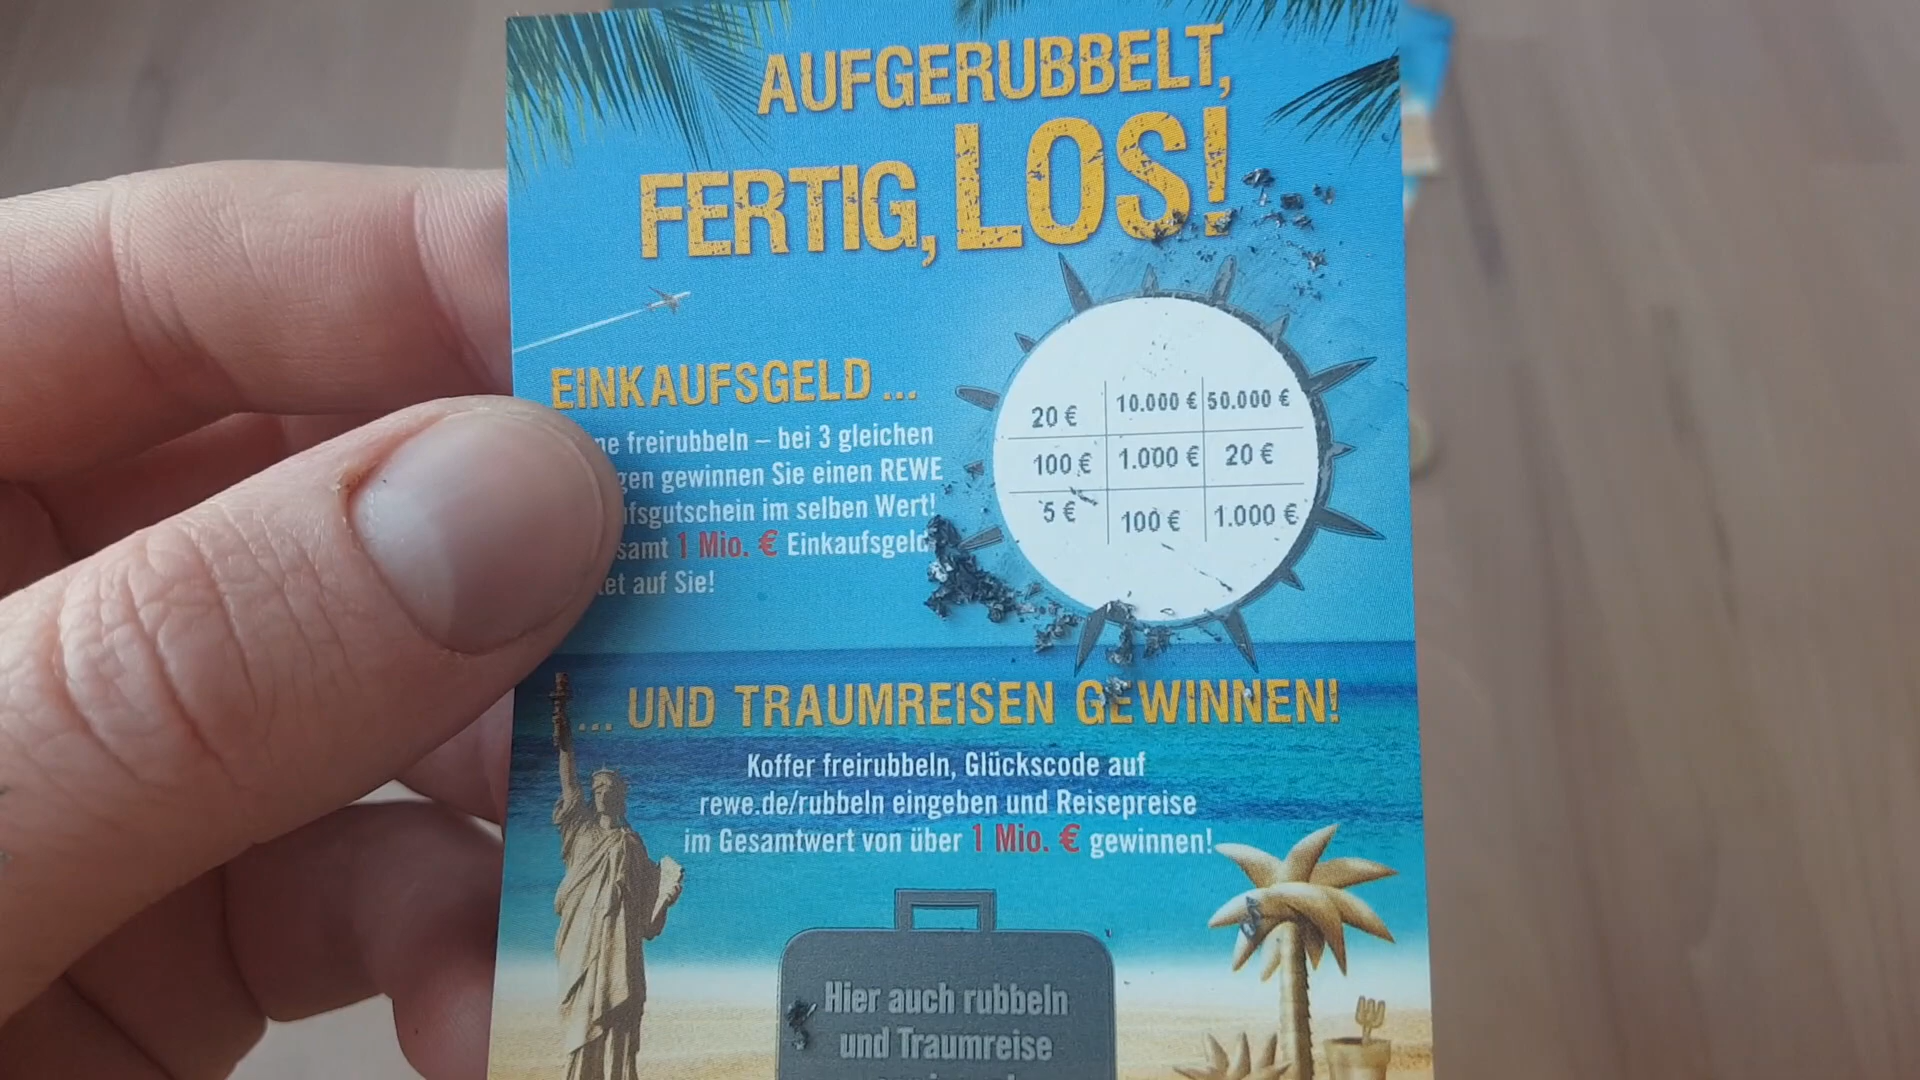 AUFGERUBBELT,
FERTIG, LOS!
EINKAUFSGELD ...
freirubbeln – bei 3 gleichen
gewinnen Sie einen REWE
im selben Wert!
1 Mio. € Einkaufsgeld
auf Sie!
20 € 10.000 € 50.000 €
100 € 1.000 € 20 €
5 € 100 € 1.000 €
... UND TRAUMREISEN GEWINNEN!
Koffer freirubbeln, Glückscode auf
rewe.de/rubbeln eingeben und Reisepreise
im Gesamtwert von über 1 Mio. € gewinnen!
Hier auch rubbeln
und Traumreise